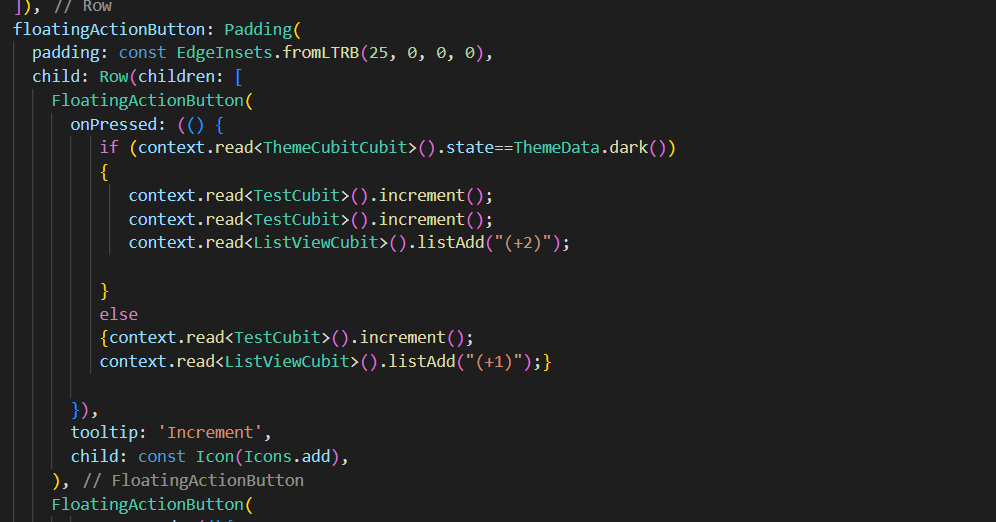 ]), // Row
floatingActionButton: Padding(
padding: const EdgeInsets.fromLTRB(25, 0, 0, 0),
child: Row(children: [
FloatingActionButton(
onPressed: (() {
if (context.read<ThemeCubitCubit>().state==ThemeData.dark())
{
context.read<TestCubit>().increment();
context.read<TestCubit>().increment();
context.read<ListViewCubit>().listAdd("(+2)");
}
else
{context.read<TestCubit>().increment();
context.read<ListViewCubit>().listAdd("(+1)");}
}),
tooltip: 'Increment',
child: const Icon(Icons.add),
), // FloatingActionButton
FloatingActionButton(